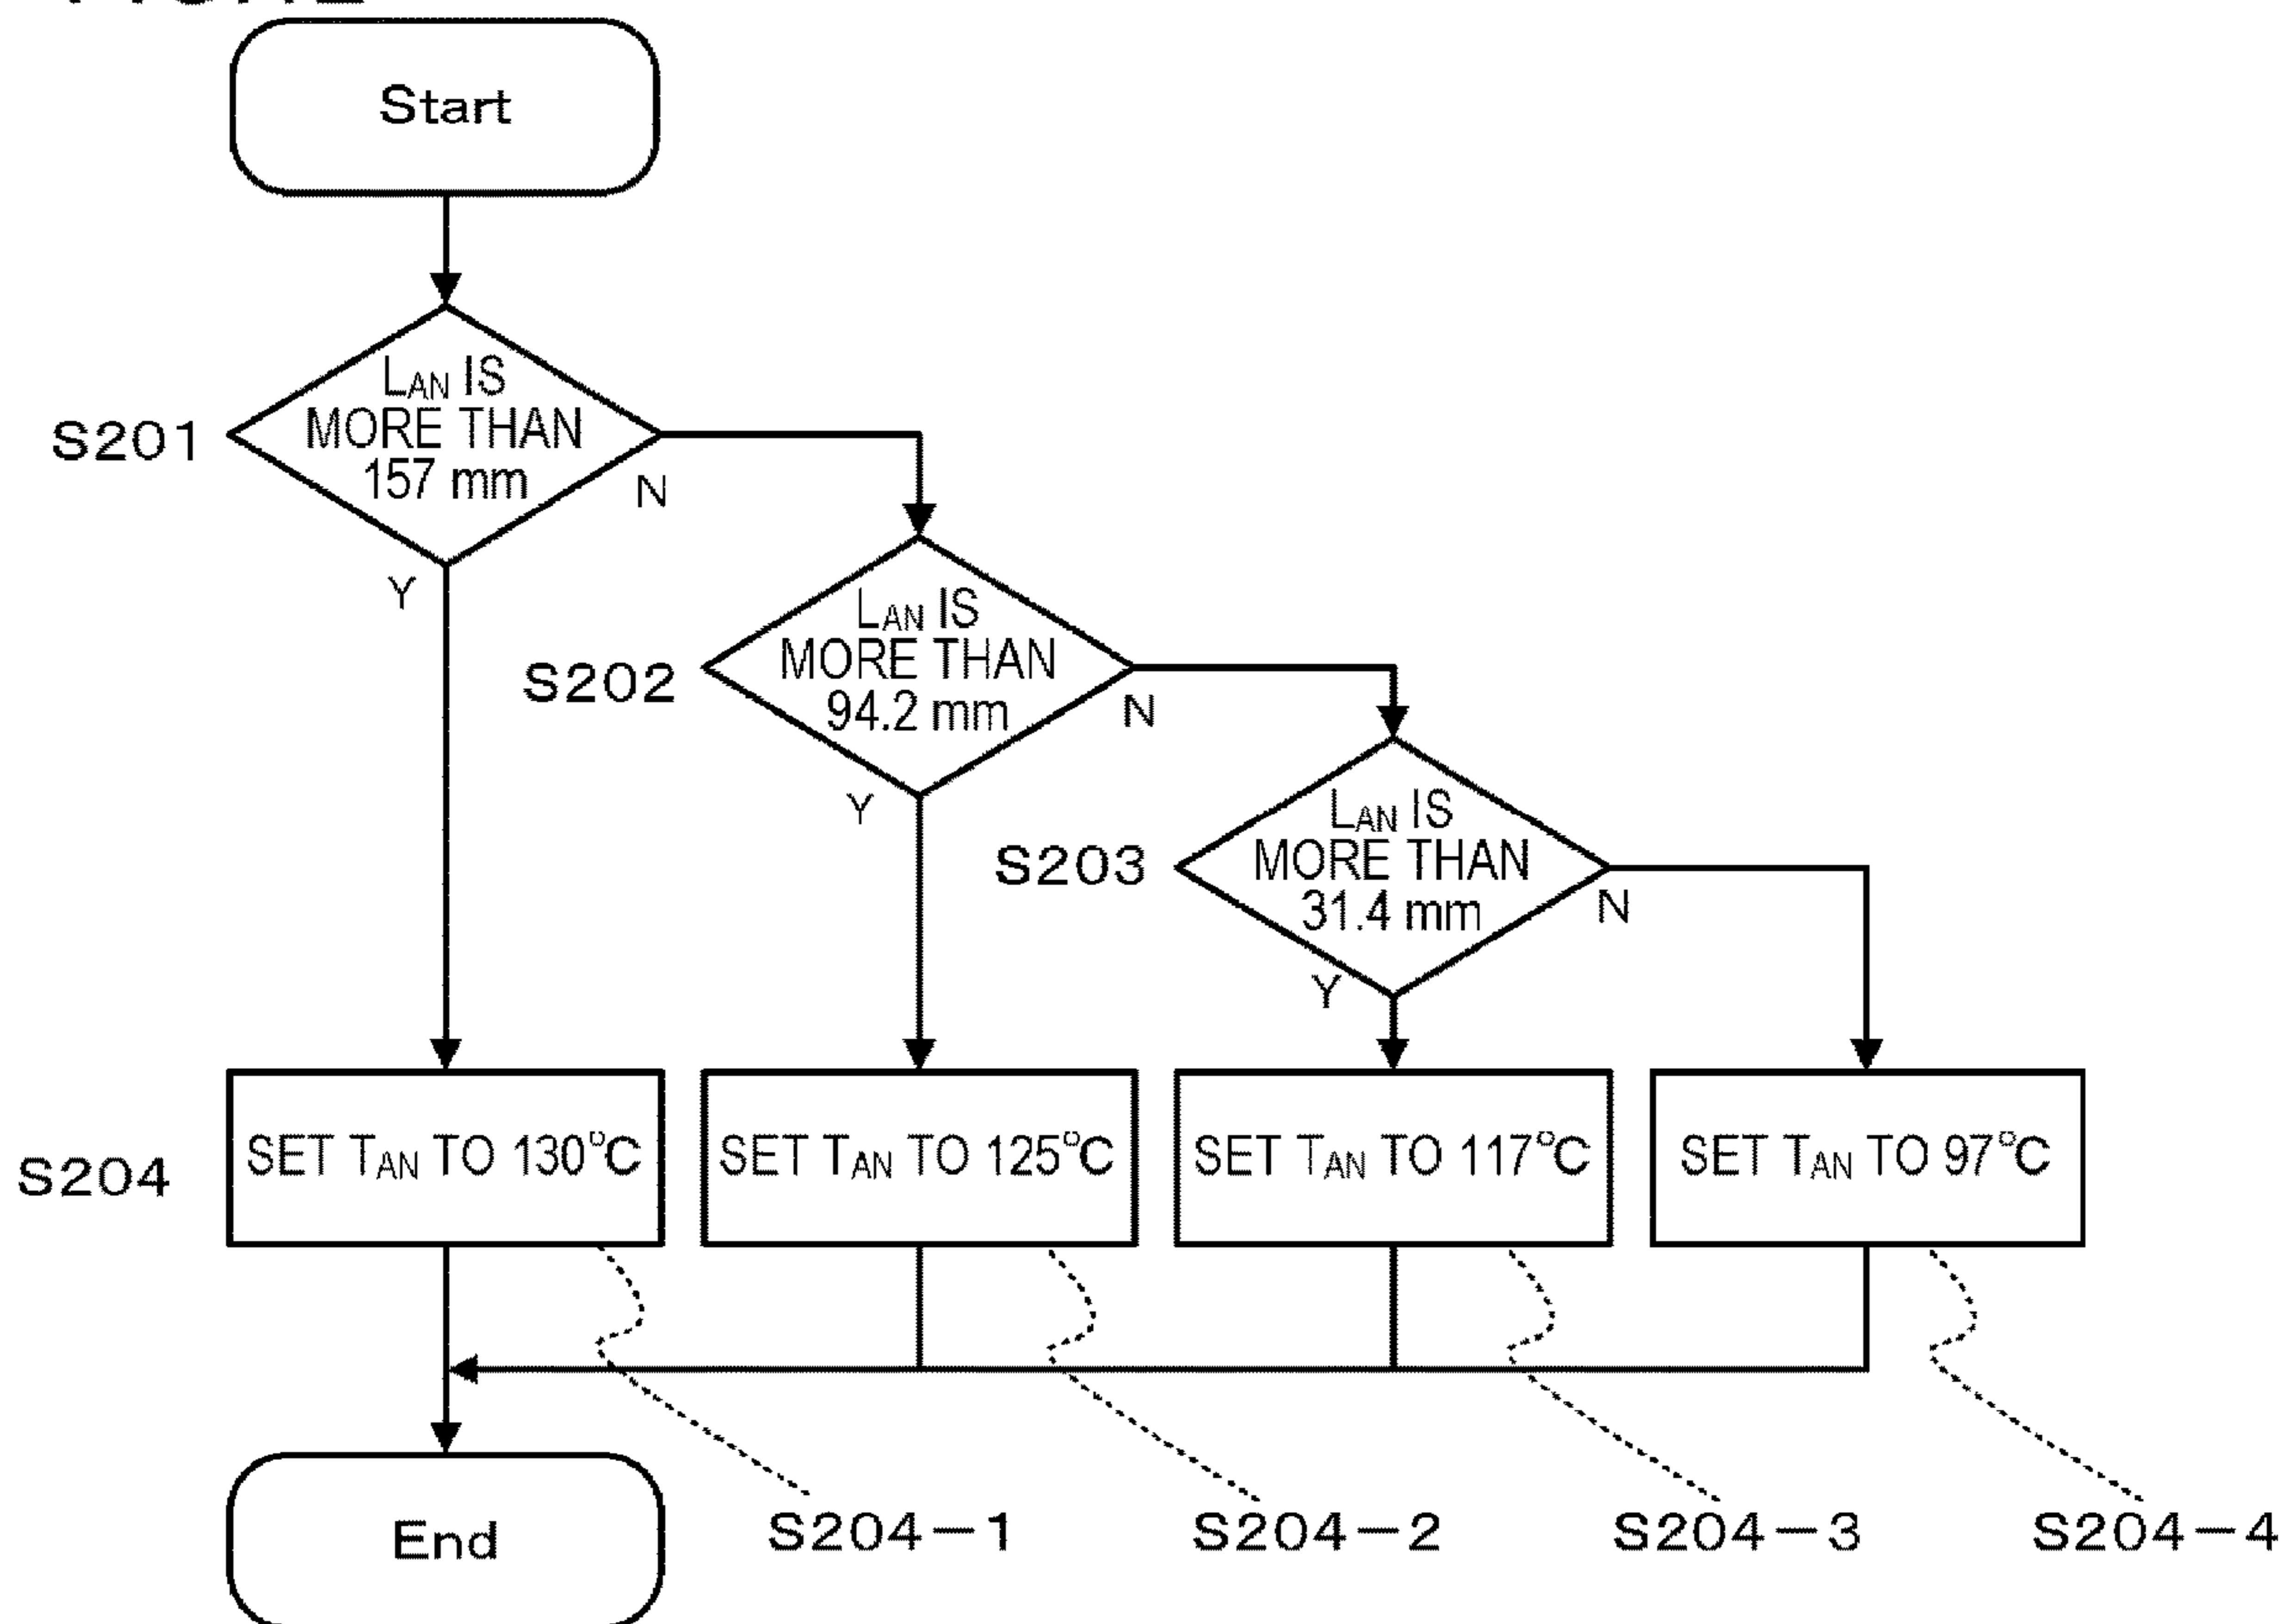 Start
LAN IS
MORE THAN
157 mm
S201
N
Y
LAN IS
MORE THAN
94.2 mm
S202
N
Y
LAN IS
MORE THAN
31.4 mm
S203
N
Y
S204
SET TAN TO 130°C
SET TAN TO 125°C
SET TAN TO 117°C
SET TAN TO 97°C
S204-1
S204-2
S204-3
S204-4
End